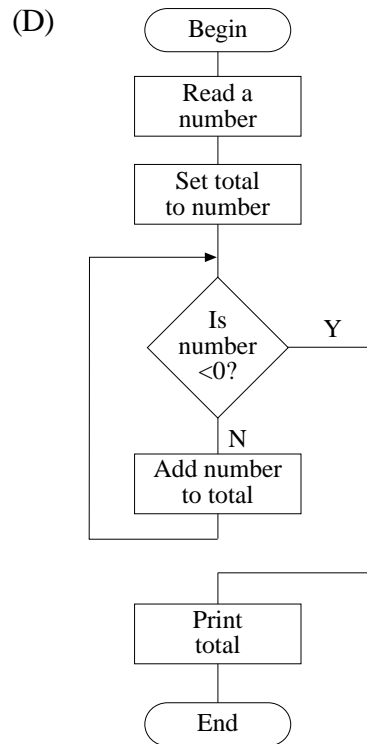 (D)
Begin
Read a
number
Set total
to number
Is
number
<0?
Y
N
Add number
to total
Print
total
End